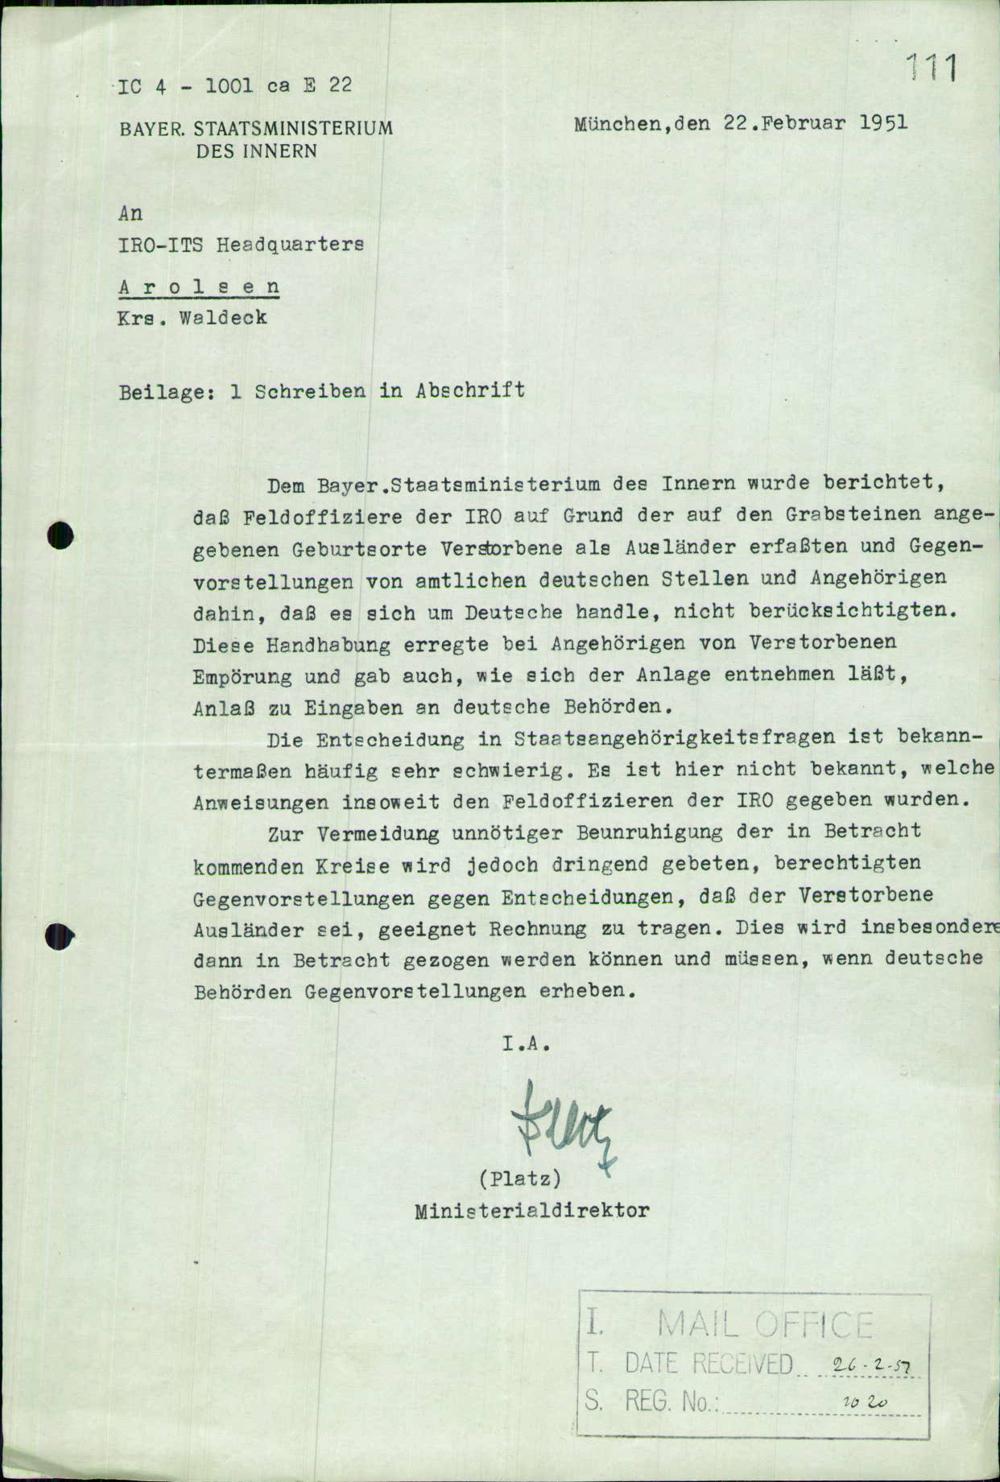 111
IC 4 - 1001 ca E 22
BAYER. STAATSMINISTERIUM
DES INNERN
München,den 22.Februar 1951
An
IRO-ITS Headquarters
A r o l s e n
Krs. Waldeck
Beilage: 1 Schreiben in Abschrift
Dem Bayer.Staatsministerium des Innern wurde berichtet,
daß Feldoffiziere der IRO auf Grund der auf den Grabsteinen ange-
gebenen Geburtsorte Verstorbene als Ausländer erfaßten und Gegen-
vorstellungen von amtlichen deutschen Stellen und Angehörigen
dahin, daß es sich um Deutsche handle, nicht berücksichtigten.
Diese Handhabung erregte bei Angehörigen von Verstorbenen
Empörung und gab auch, wie sich der Anlage entnehmen läßt,
Anlaß zu Eingaben an deutsche Behörden.
Die Entscheidung in Staatsangehörigkeitsfragen ist bekann-
termaßen häufig sehr schwierig. Es ist hier nicht bekannt, welche
Anweisungen insoweit den Feldoffizieren der IRO gegeben wurden.
Zur Vermeidung unnötiger Beunruhigung der in Betracht
kommenden Kreise wird jedoch dringend gebeten, berechtigten
Gegenvorstellungen gegen Entscheidungen, daß der Verstorbene
Ausländer sei, geeignet Rechnung zu tragen. Dies wird insbesondere
dann in Betracht gezogen werden können und müssen, wenn deutsche
Behörden Gegenvorstellungen erheben.
I.A.
Platz
(Platz)
Ministerialdirektor
I. MAIL OFFICE
T. DATE RECEIVED 26-2-51
S. REG. No.: 1020